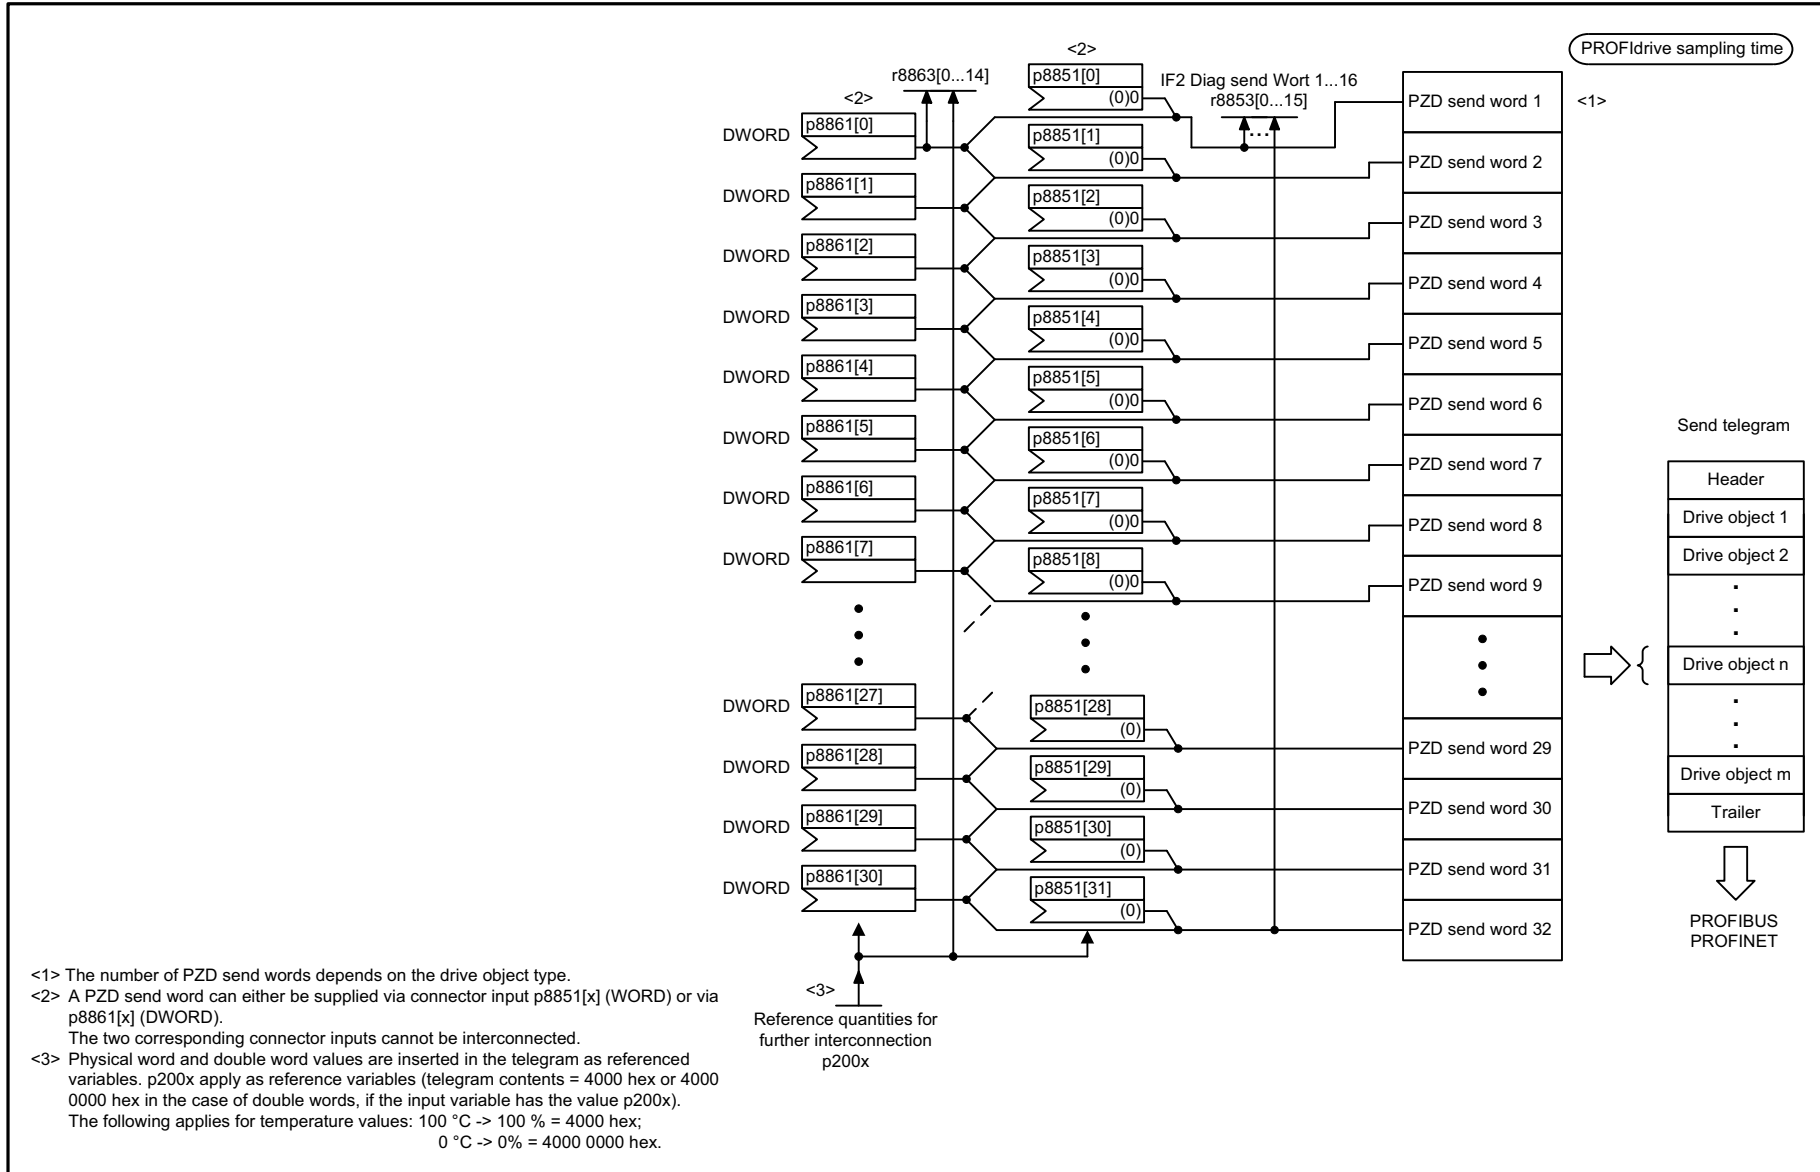 PROFIdrive sampling time
<2>
r8863[0...14]
p8851[0]
(0)0
IF2 Diag send Wort 1...16
r8853[0...15]
...
PZD send word 1
<1>
<2>
DWORD
p8861[0]
p8851[1]
(0)0
PZD send word 2
DWORD
p8861[1]
p8851[2]
(0)0
PZD send word 3
DWORD
p8861[2]
p8851[3]
(0)0
PZD send word 4
DWORD
p8861[3]
p8851[4]
(0)0
PZD send word 5
DWORD
p8861[4]
p8851[5]
(0)0
PZD send word 6
DWORD
p8861[5]
p8851[6]
(0)0
PZD send word 7
DWORD
p8861[6]
p8851[7]
(0)0
PZD send word 8
DWORD
p8861[7]
p8851[8]
(0)0
PZD send word 9
DWORD
p8861[27]
p8851[28]
(0)
PZD send word 29
DWORD
p8861[28]
p8851[29]
(0)
PZD send word 30
DWORD
p8861[29]
p8851[30]
(0)
PZD send word 31
DWORD
p8861[30]
p8851[31]
(0)
PZD send word 32
Send telegram
Header
Drive object 1
Drive object 2
Drive object n
Drive object m
Trailer
PROFIBUS
PROFINET
<3>
Reference quantities for
further interconnection
p200x
<1> The number of PZD send words depends on the drive object type.
<2> A PZD send word can either be supplied via connector input p8851[x] (WORD) or via
p8861[x] (DWORD).
The two corresponding connector inputs cannot be interconnected.
<3> Physical word and double word values are inserted in the telegram as referenced
variables. p200x apply as reference variables (telegram contents = 4000 hex or 4000
0000 hex in the case of double words, if the input variable has the value p200x).
The following applies for temperature values: 100 °C -> 100 % = 4000 hex;
0 °C -> 0% = 4000 0000 hex.